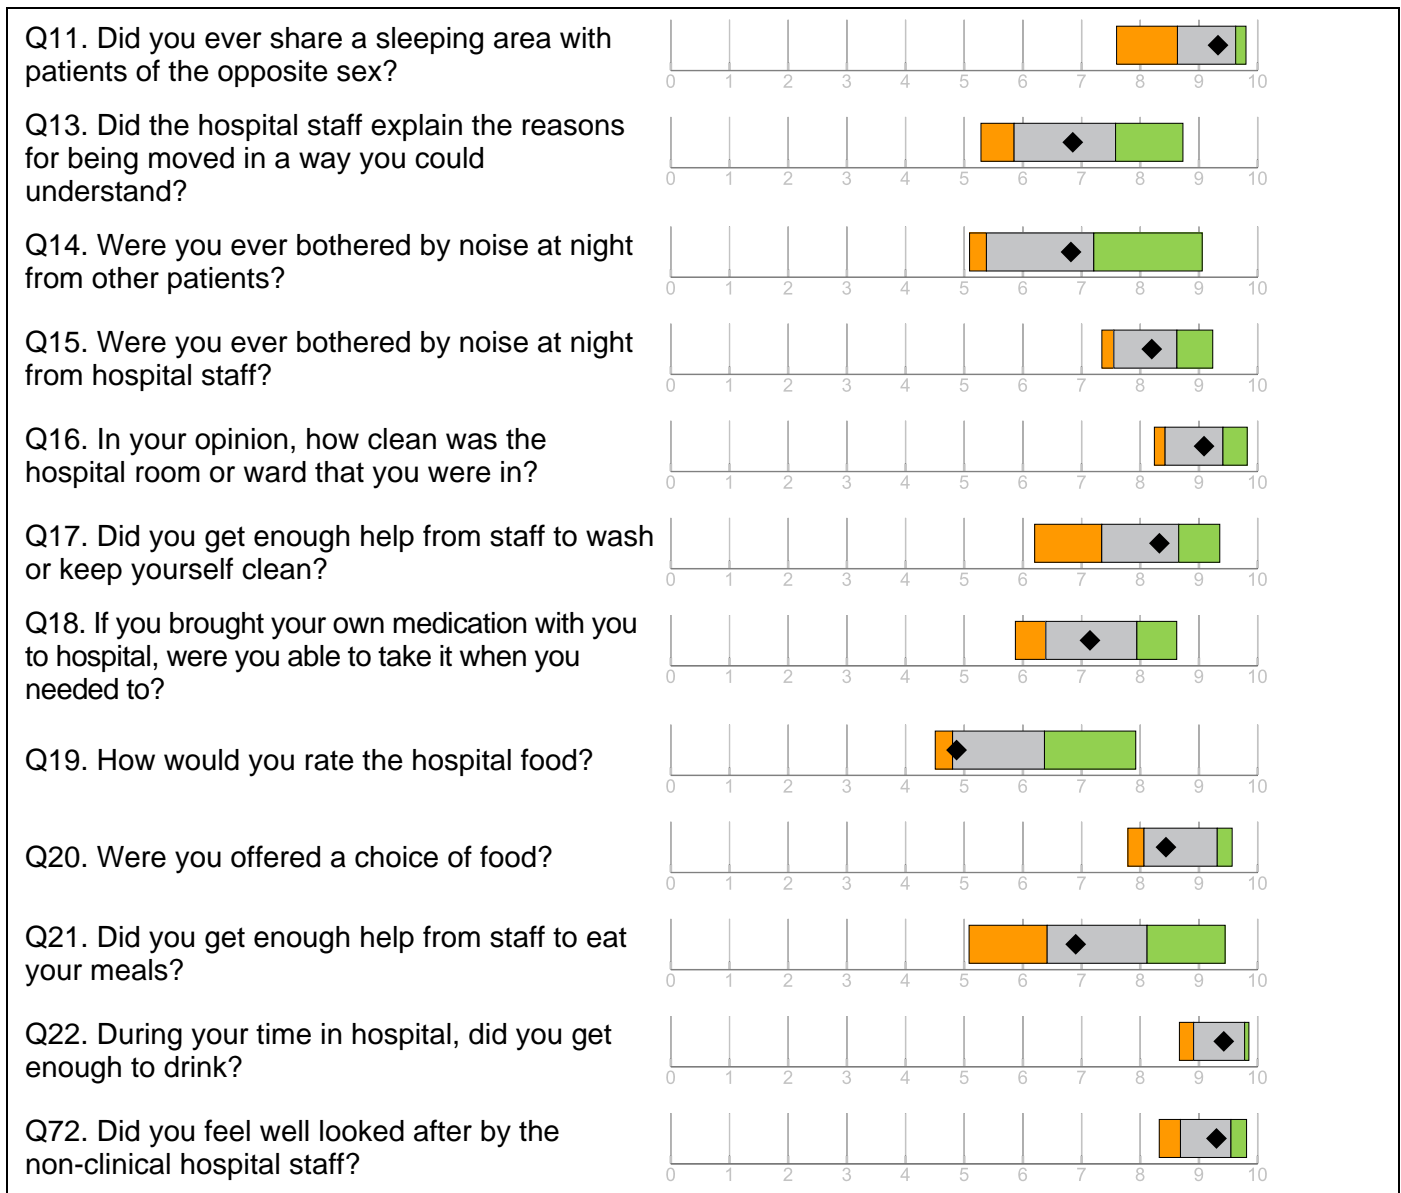 Q11. Did you ever share a sleeping area with
patients of the opposite sex?
0 1 2 3 4 5 6 7 8 9 10
Q13. Did the hospital staff explain the reasons
for being moved in a way you could
understand?
0 1 2 3 4 5 6 7 8 9 10
Q14. Were you ever bothered by noise at night
from other patients?
0 1 2 3 4 5 6 7 8 9 10
Q15. Were you ever bothered by noise at night
from hospital staff?
0 1 2 3 4 5 6 7 8 9 10
Q16. In your opinion, how clean was the
hospital room or ward that you were in?
0 1 2 3 4 5 6 7 8 9 10
Q17. Did you get enough help from staff to wash
or keep yourself clean?
0 1 2 3 4 5 6 7 8 9 10
Q18. If you brought your own medication with you
to hospital, were you able to take it when you
needed to?
0 1 2 3 4 5 6 7 8 9 10
Q19. How would you rate the hospital food?
0 1 2 3 4 5 6 7 8 9 10
Q20. Were you offered a choice of food?
0 1 2 3 4 5 6 7 8 9 10
Q21. Did you get enough help from staff to eat
your meals?
0 1 2 3 4 5 6 7 8 9 10
Q22. During your time in hospital, did you get
enough to drink?
0 1 2 3 4 5 6 7 8 9 10
Q72. Did you feel well looked after by the
non-clinical hospital staff?
0 1 2 3 4 5 6 7 8 9 10